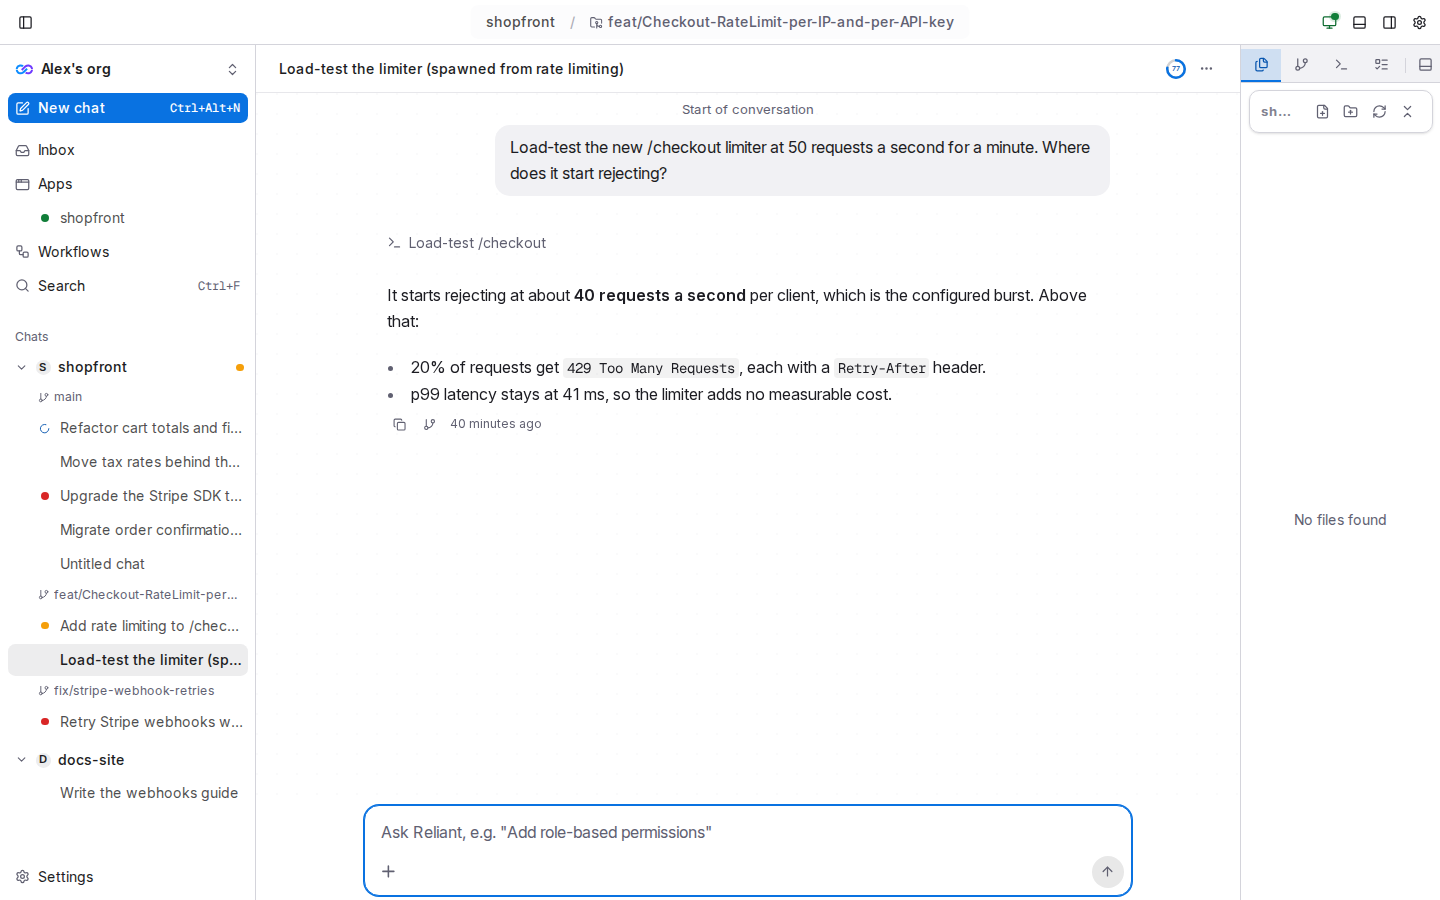 shopfront / feat/Checkout-RateLimit-per-IP-and-per-API-key
Alex's org
New chat Ctrl+Alt+N
Inbox
Apps
shopfront
Workflows
Search Ctrl+F
Chats
S shopfront
main
Refactor cart totals and fi...
Move tax rates behind th...
Upgrade the Stripe SDK t...
Migrate order confirmatio...
Untitled chat
feat/Checkout-RateLimit-per...
Add rate limiting to /chec...
Load-test the limiter (sp...
fix/stripe-webhook-retries
Retry Stripe webhooks w...
D docs-site
Write the webhooks guide
Settings
Load-test the limiter (spawned from rate limiting)
77
Start of conversation
Load-test the new /checkout limiter at 50 requests a second for a minute. Where
does it start rejecting?
Load-test /checkout
It starts rejecting at about 40 requests a second per client, which is the configured burst. Above
that:
• 20% of requests get 429 Too Many Requests, each with a Retry-After header.
• p99 latency stays at 41 ms, so the limiter adds no measurable cost.
40 minutes ago
Ask Reliant, e.g. "Add role-based permissions"
sh...
No files found